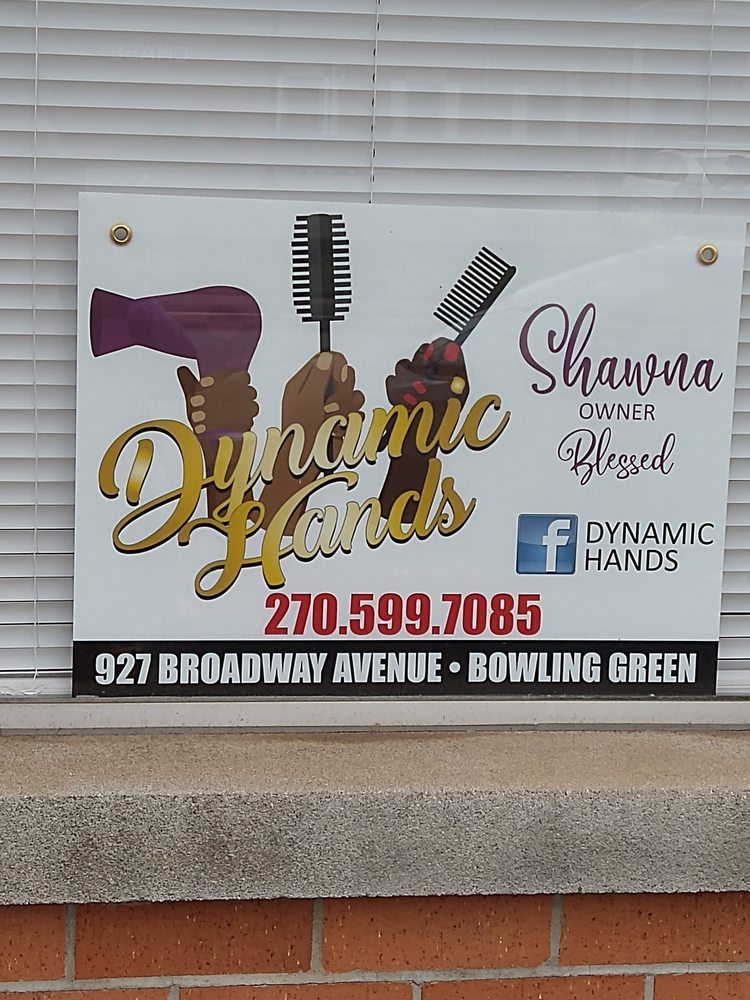 Dynamic
Hands
Shawna
OWNER
Blessed
f DYNAMIC
HANDS
270.599.7085
927 BROADWAY AVENUE • BOWLING GREEN